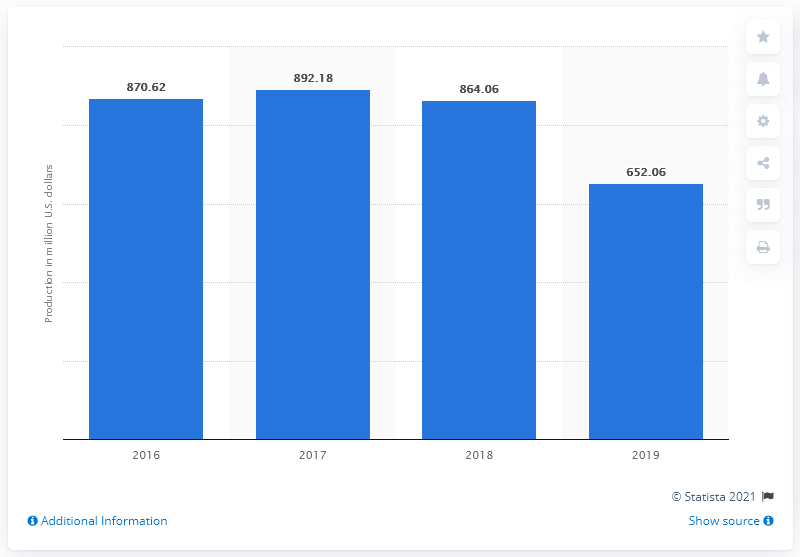 870.62
892.18
864.06
652.06
Production in million U.S. dollars
2016 2017 2018 2019
© Statista 2021
Additional Information
Show source